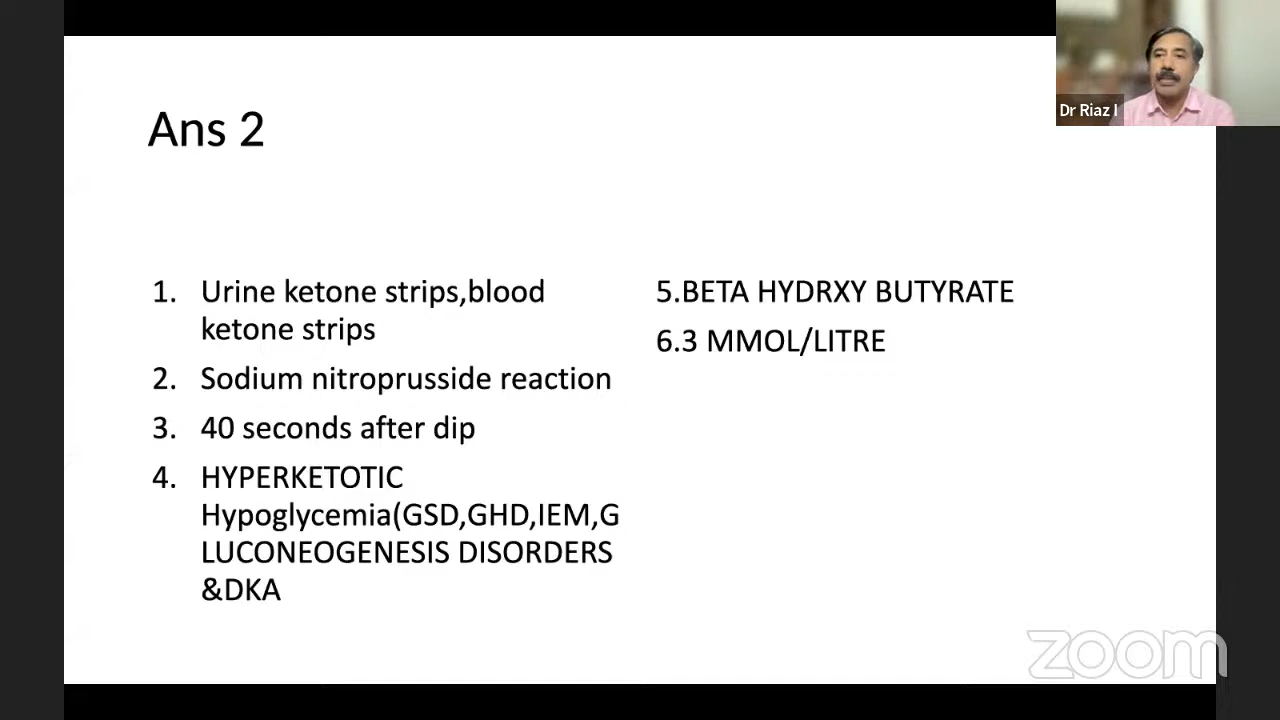 Dr Riaz I
Ans 2
1. Urine ketone strips,blood
ketone strips
2. Sodium nitroprusside reaction
3. 40 seconds after dip
4. HYPERKETOTIC
Hypoglycemia(GSD,GHD,IEM,G
LUCONEOGENESIS DISORDERS
&DKA
5.BETA HYDRXY BUTYRATE
6.3 MMOL/LITRE
zoom